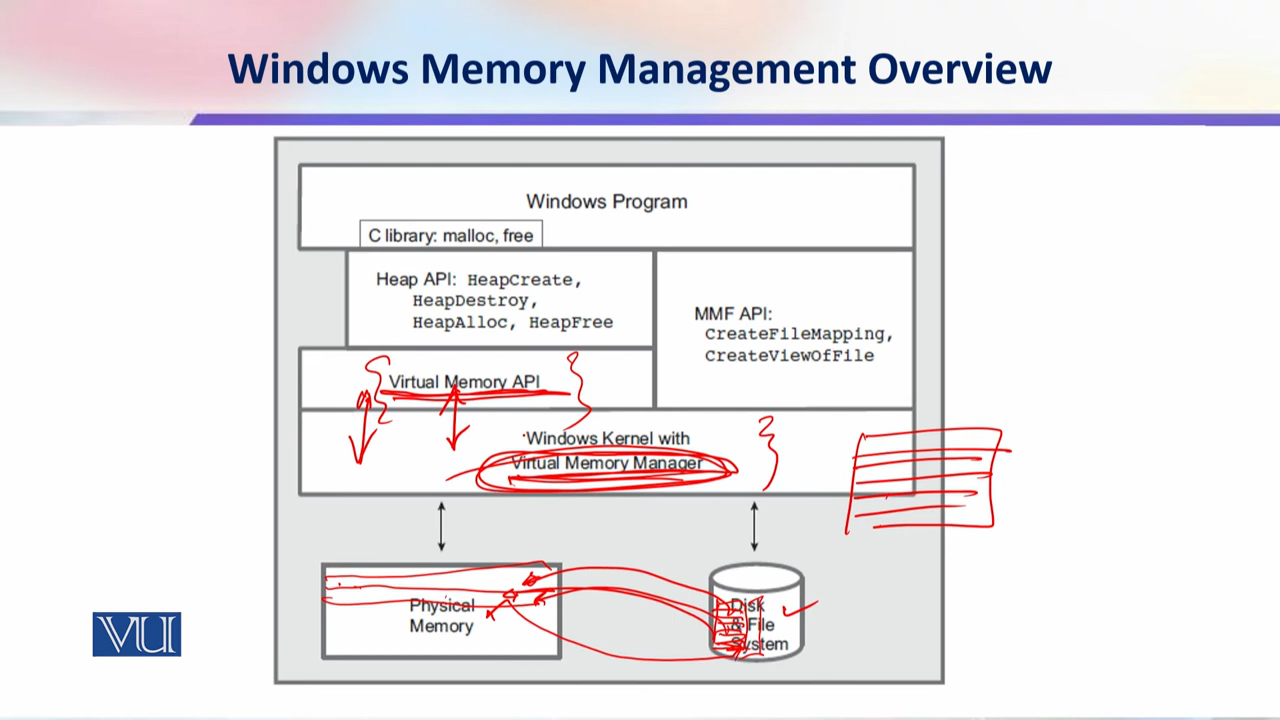 Windows Memory Management Overview
Windows Program
C library: malloc, free
Heap API: HeapCreate,
HeapDestroy,
HeapAlloc, HeapFree
MMF API:
CreateFileMapping,
CreateViewOfFile
Virtual Memory API
Windows Kernel with
Virtual Memory Manager
Physical
Memory
Disk
& File
System
VU